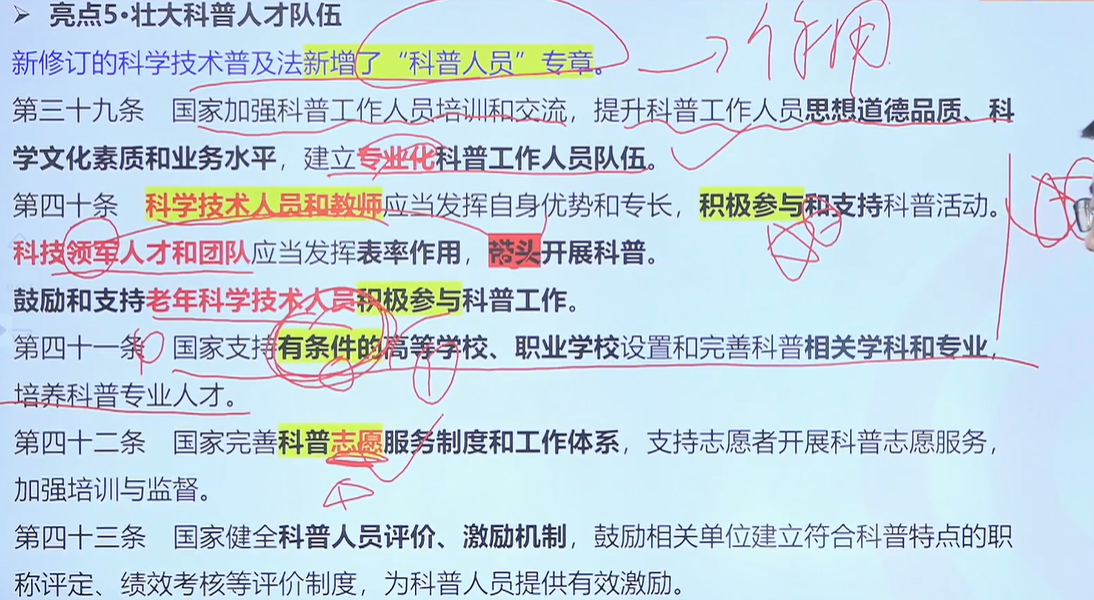 ➢ 亮点5·壮大科普人才队伍
新修订的科学技术普及法新增了“科普人员”专章。
第三十九条 国家加强科普工作人员培训和交流，提升科普工作人员思想道德品质、科
学文化素质和业务水平，建立专业化科普工作人员队伍。
第四十条 科学技术人员和教师应当发挥自身优势和专长，积极参与和支持科普活动。
科技领军人才和团队应当发挥表率作用，带头开展科普。
鼓励和支持老年科学技术人员积极参与科普工作。
第四十一条 国家支持有条件的高等学校、职业学校设置和完善科普相关学科和专业，
培养科普专业人才。
第四十二条 国家完善科普志愿服务制度和工作体系，支持志愿者开展科普志愿服务，
加强培训与监督。
第四十三条 国家健全科普人员评价、激励机制，鼓励相关单位建立符合科普特点的职
称评定、绩效考核等评价制度，为科普人员提供有效激励。